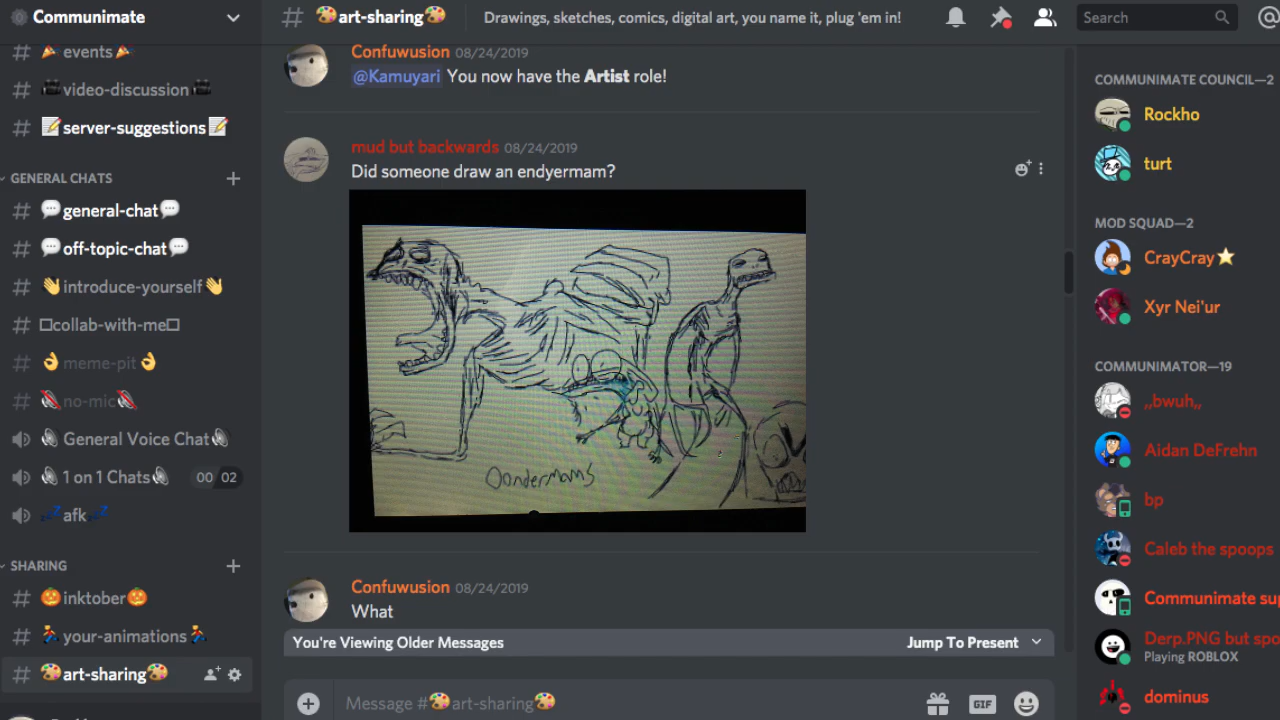 Communimate
events
video-discussion
server-suggestions
GENERAL CHATS
general-chat
off-topic-chat
introduce-yourself
collab-with-me
meme-pit
no-mic
General Voice Chat
1 on 1 Chats 00 02
afk
SHARING
inktober
your-animations
art-sharing
# art-sharing Drawings, sketches, comics, digital art, you name it, plug 'em in!
Confuwusion 08/24/2019
@Kamuyari You now have the Artist role!
mud but backwards 08/24/2019
Did someone draw an endyermam?
Oondermams
Confuwusion 08/24/2019
What
You're Viewing Older Messages Jump To Present
Message # art-sharing
GIF
Search
COMMUNIMATE COUNCIL—2
Rockho
turt
MOD SQUAD—2
CrayCray
Xyr Nei'ur
COMMUNIMATOR—19
,,bwuh,,
Aidan DeFrehn
bp
Caleb the spoops
Communimate sup
Derp.PNG but spo
Playing ROBLOX
dominus